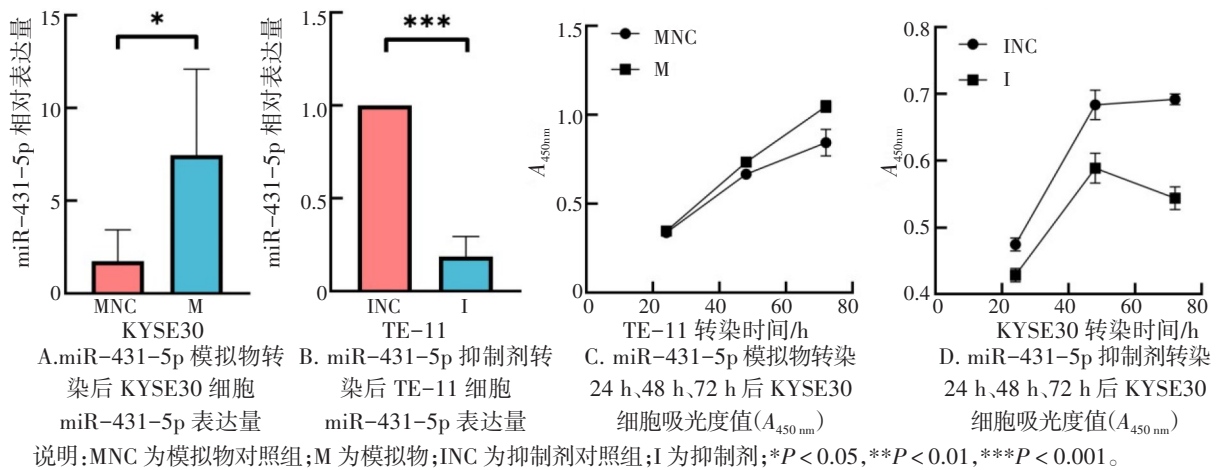 miR-431-5p 相对表达量
15
10
5
0
*
MNC
M
KYSE30
A.miR-431-5p 模拟物转
染后 KYSE30 细胞
miR-431-5p 表达量
miR-431-5p 相对表达量
1.5
1.0
0.5
0
***
INC
I
TE-11
B. miR-431-5p 抑制剂转
染后 TE-11 细胞
miR-431-5p 表达量
A450nm
1.5
1.0
0.5
0
MNC
M
0 20 40 60 80
TE-11 转染时间/h
C. miR-431-5p 模拟物转染
24 h、48 h、72 h 后 KYSE30
细胞吸光度值(A450 nm)
A450nm
0.8
0.7
0.6
0.5
0.4
INC
I
0 20 40 60 80
KYSE30 转染时间/h
D. miR-431-5p 抑制剂转染
24 h、48 h、72 h 后 KYSE30
细胞吸光度值(A450 nm)
说明:MNC 为模拟物对照组;M 为模拟物;INC 为抑制剂对照组;I 为抑制剂;*P<0.05,**P<0.01,***P<0.001。